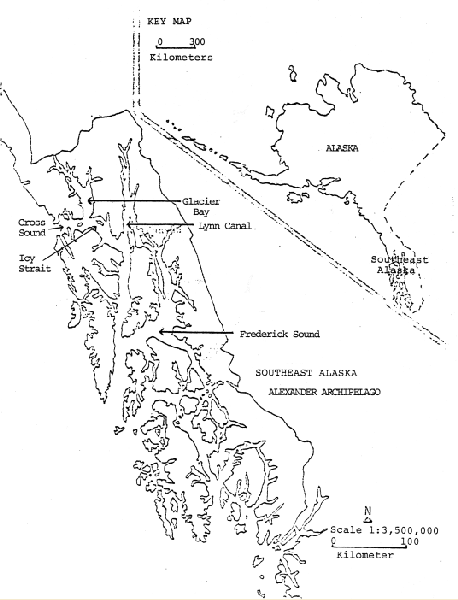 KEY MAP
0 300
Kilometers
ALASKA
Glacier
Bay
Cross
Sound
Lynn Canal
Icy
Strait
Southeast
Alaska
Frederick Sound
SOUTHEAST ALASKA
ALEXANDER ARCHIPELAGO
N
Scale 1:3,500,000
0 100
Kilometer